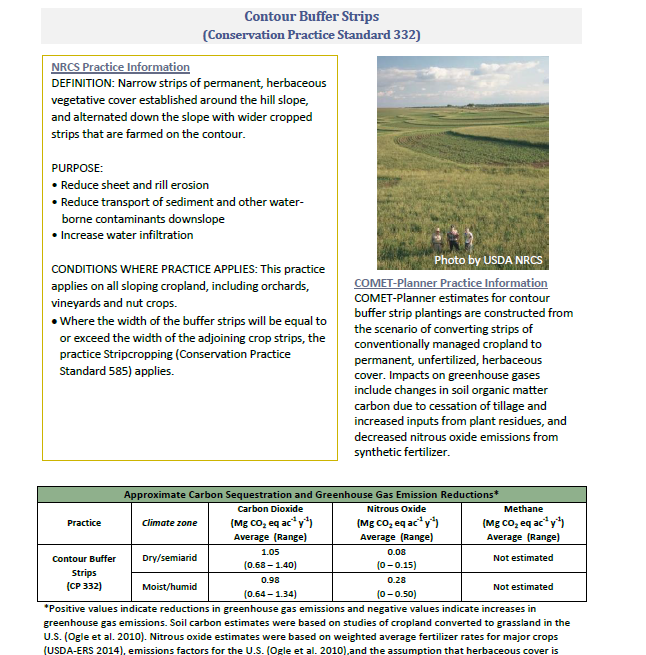 Contour Buffer Strips
(Conservation Practice Standard 332)
NRCS Practice Information
DEFINITION: Narrow strips of permanent, herbaceous
vegetative cover established around the hill slope,
and alternated down the slope with wider cropped
strips that are farmed on the contour.
PURPOSE:
• Reduce sheet and rill erosion
• Reduce transport of sediment and other water-
borne contaminants downslope
• Increase water infiltration
CONDITIONS WHERE PRACTICE APPLIES: This practice
applies on all sloping cropland, including orchards,
vineyards and nut crops.
• Where the width of the buffer strips will be equal to
or exceed the width of the adjoining crop strips, the
practice Stripcropping (Conservation Practice
Standard 585) applies.
Photo by USDA NRCS
COMET-Planner Practice Information
COMET-Planner estimates for contour
buffer strip plantings are constructed from
the scenario of converting strips of
conventionally managed cropland to
permanent, unfertilized, herbaceous
cover. Impacts on greenhouse gases
include changes in soil organic matter
carbon due to cessation of tillage and
increased inputs from plant residues, and
decreased nitrous oxide emissions from
synthetic fertilizer.
Approximate Carbon Sequestration and Greenhouse Gas Emission Reductions*
Practice Climate zone Carbon Dioxide (Mg CO₂ eq ac⁻¹ y⁻¹) Average (Range) Nitrous Oxide (Mg CO₂ eq ac⁻¹ y⁻¹) Average (Range) Methane (Mg CO₂ eq ac⁻¹ y⁻¹) Average (Range)
Contour Buffer Strips (CP 332)
Dry/semiarid 1.05 (0.68 – 1.40) 0.08 (0 – 0.15) Not estimated
Moist/humid 0.98 (0.64 – 1.34) 0.28 (0 – 0.50) Not estimated
*Positive values indicate reductions in greenhouse gas emissions and negative values indicate increases in
greenhouse gas emissions. Soil carbon estimates were based on studies of cropland converted to grassland in the
U.S. (Ogle et al. 2010). Nitrous oxide estimates were based on weighted average fertilizer rates for major crops
(USDA-ERS 2014), emissions factors for the U.S. (Ogle et al. 2010),and the assumption that herbaceous cover is